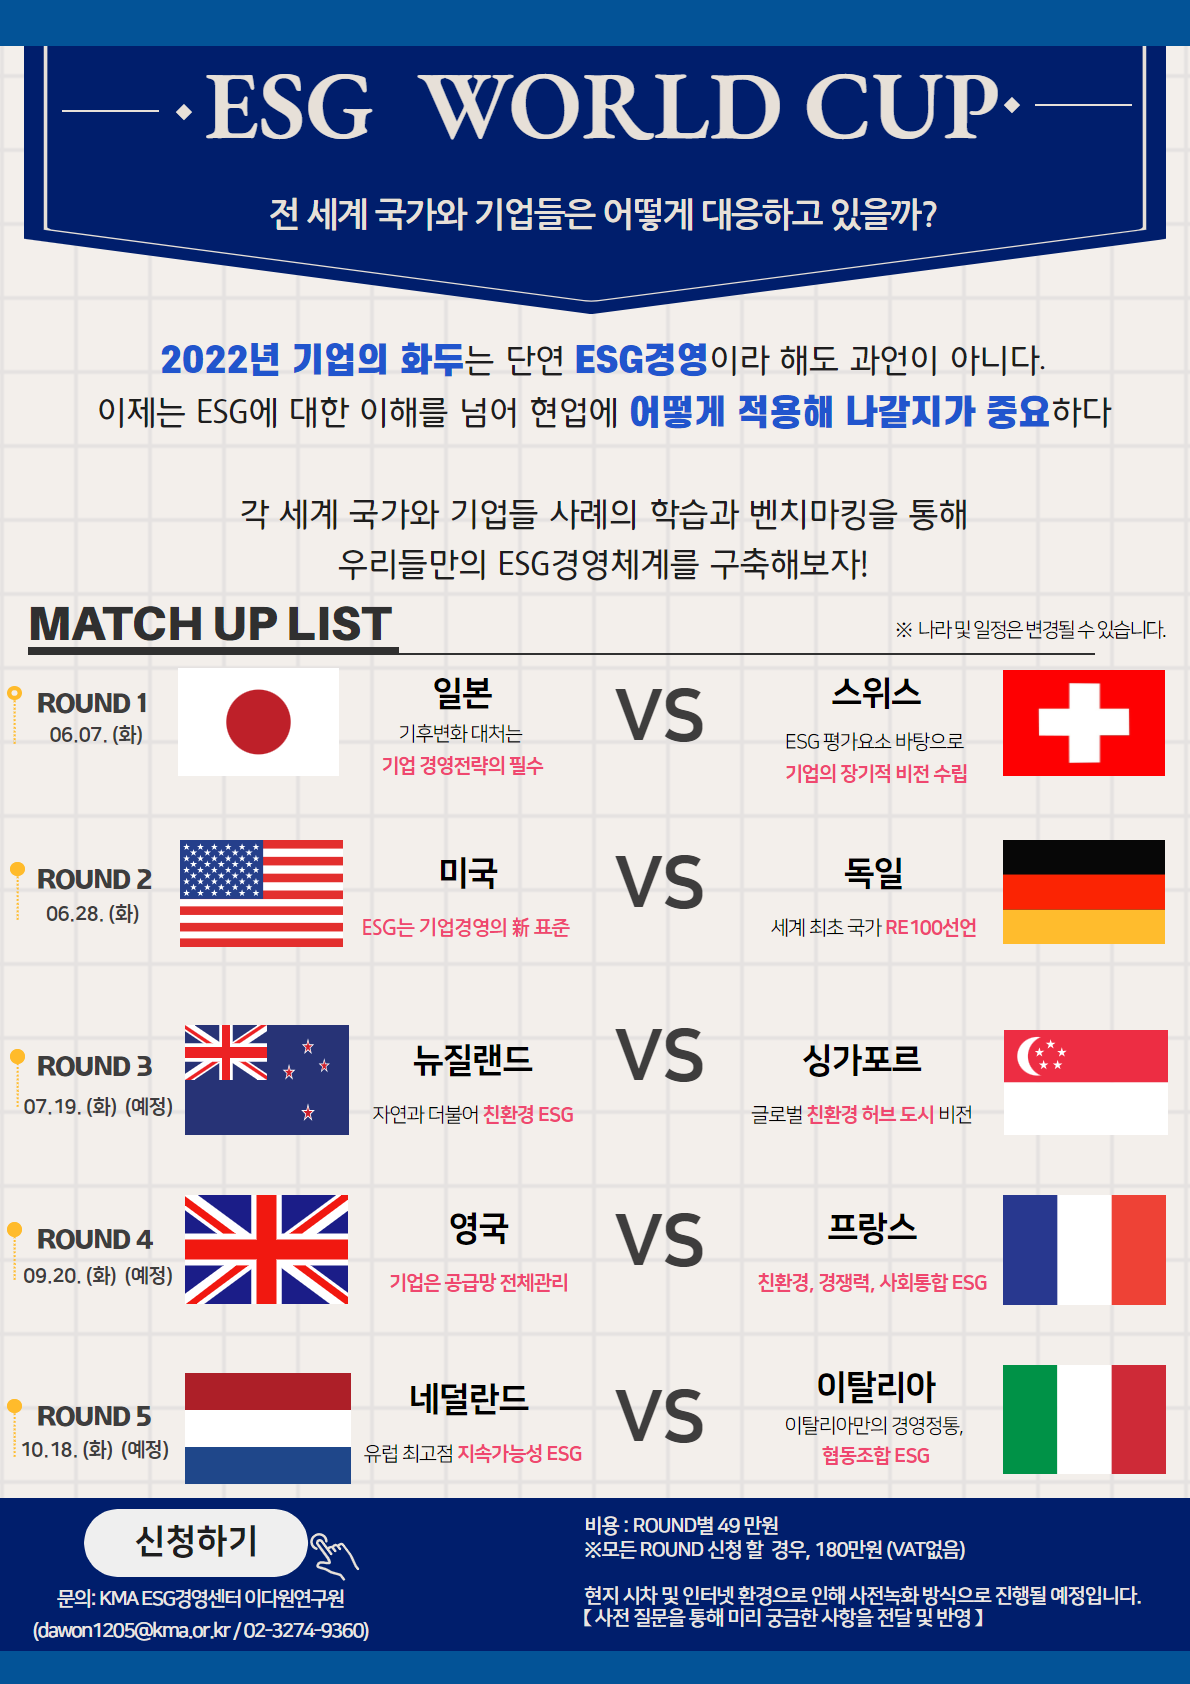 ESG WORLD CUP
전 세계 국가와 기업들은 어떻게 대응하고 있을까?
2022년 기업의 화두는 단연 ESG경영이라 해도 과언이 아니다.
이제는 ESG에 대한 이해를 넘어 현업에 어떻게 적용해 나갈지가 중요하다
각 세계 국가와 기업들 사례의 학습과 벤치마킹을 통해
우리들만의 ESG경영체계를 구축해보자!
MATCH UP LIST
※ 나라 및 일정은 변경될 수 있습니다.
ROUND 1
06.07. (화)
일본
기후변화 대처는
기업 경영전략의 필수
VS
스위스
ESG 평가요소 바탕으로
기업의 장기적 비전 수립
ROUND 2
06.28. (화)
미국
ESG는 기업경영의 新 표준
VS
독일
세계 최초 국가 RE100선언
ROUND 3
07.19. (화) (예정)
뉴질랜드
자연과 더불어 친환경 ESG
VS
싱가포르
글로벌 친환경 허브 도시 비전
ROUND 4
09.20. (화) (예정)
영국
기업은 공급망 전체관리
VS
프랑스
친환경, 경쟁력, 사회통합 ESG
ROUND 5
10.18. (화) (예정)
네덜란드
유럽 최고점 지속가능성 ESG
VS
이탈리아
이탈리아만의 경영정통,
협동조합 ESG
신청하기
문의: KMA ESG경영센터 이다원연구원
(dawon1205@kma.or.kr / 02-3274-9360)
비용 : ROUND별 49 만원
※모든 ROUND 신청 할 경우, 180만원 (VAT없음)
현지 시차 및 인터넷 환경으로 인해 사전녹화 방식으로 진행될 예정입니다.
【 사전 질문을 통해 미리 궁금한 사항을 전달 및 반영 】